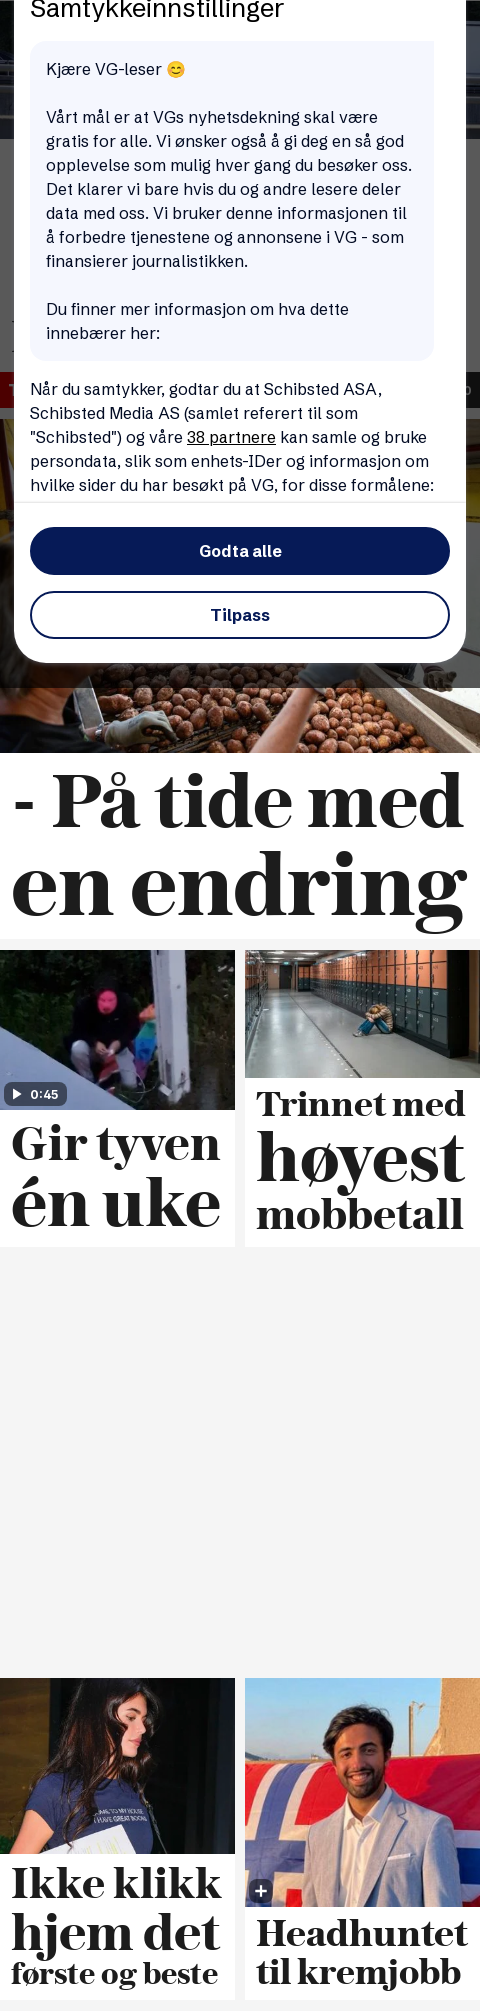 Samtykkeinnstillinger
Kjære VG-leser 😊
Vårt mål er at VGs nyhetsdekning skal være
gratis for alle. Vi ønsker også å gi deg en så god
opplevelse som mulig hver gang du besøker oss.
Det klarer vi bare hvis du og andre lesere deler
data med oss. Vi bruker denne informasjonen til
å forbedre tjenestene og annonsene i VG - som
finansierer journalistikken.
Du finner mer informasjon om hva dette
innebærer her:
Når du samtykker, godtar du at Schibsted ASA,
Schibsted Media AS (samlet referert til som
"Schibsted") og våre 38 partnere kan samle og bruke
persondata, slik som enhets-IDer og informasjon om
hvilke sider du har besøkt på VG, for disse formålene:
Godta alle
Tilpass
- På tide med
en endring
0:45
Gir tyven
én uke
Trinnet med
høyest
mobbetall
Ikke klikk
hjem det
første og beste
Headhuntet
til kremjobb